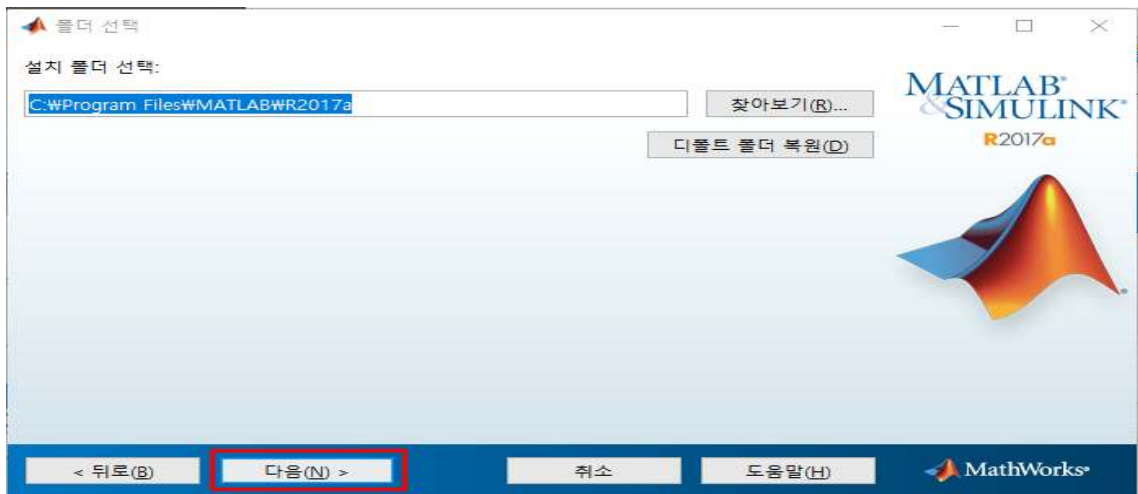 폴더 선택
설치 폴더 선택:
C:₩Program Files₩MATLAB₩R2017a
찾아보기(R)...
디폴트 폴더 복원(D)
MATLAB®
&SIMULINK®
R2017a
< 뒤로(B) 다음(N) > 취소 도움말(H) MathWorks®